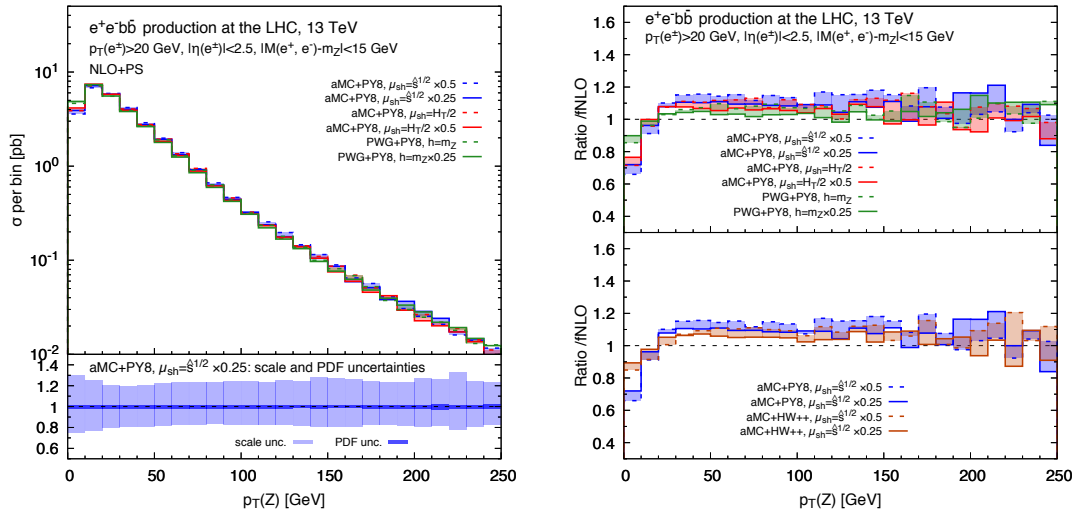 e⁺e⁻bb̄ production at the LHC, 13 TeV
p_T(e±)>20 GeV, |η(e±)|<2.5, |M(e⁺, e⁻)-m_Z|<15 GeV
NLO+PS
aMC+PY8, μ_sh=ŝ^1/2 ×0.5
aMC+PY8, μ_sh=ŝ^1/2 ×0.25
aMC+PY8, μ_sh=H_T/2
aMC+PY8, μ_sh=H_T/2 ×0.5
PWG+PY8, h=m_Z
PWG+PY8, h=m_Z×0.25
σ per bin [pb]
10¹
10⁰
10⁻¹
10⁻²
aMC+PY8, μ_sh=ŝ^1/2 ×0.25: scale and PDF uncertainties
1.4
1.2
1
0.8
0.6
scale unc. PDF unc.
0 50 100 150 200 250
p_T(Z) [GeV]
e⁺e⁻bb̄ production at the LHC, 13 TeV
p_T(e±)>20 GeV, |η(e±)|<2.5, |M(e⁺, e⁻)-m_Z|<15 GeV
Ratio /fNLO
1.6
1.4
1.2
1
0.8
0.6
0.4
aMC+PY8, μ_sh=ŝ^1/2 ×0.5
aMC+PY8, μ_sh=ŝ^1/2 ×0.25
aMC+PY8, μ_sh=H_T/2
aMC+PY8, μ_sh=H_T/2 ×0.5
PWG+PY8, h=m_Z
PWG+PY8, h=m_Z×0.25
Ratio /fNLO
1.6
1.4
1.2
1
0.8
0.6
0.4
aMC+PY8, μ_sh=ŝ^1/2 ×0.5
aMC+PY8, μ_sh=ŝ^1/2 ×0.25
aMC+HW++, μ_sh=ŝ^1/2 ×0.5
aMC+HW++, μ_sh=ŝ^1/2 ×0.25
0 50 100 150 200 250
p_T(Z) [GeV]